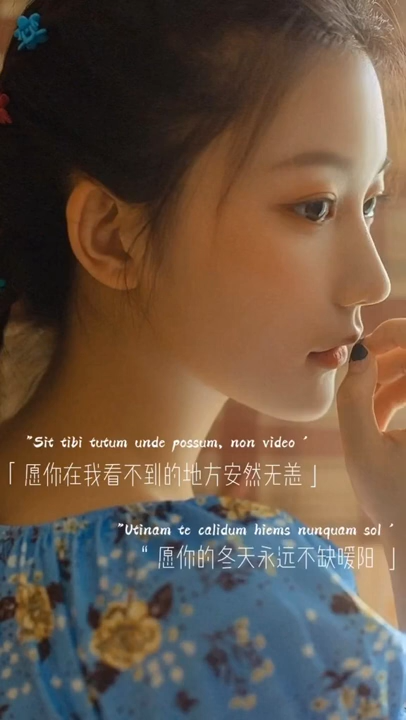 "Sit tibi tutum unde possum, non video '
「愿你在我看不到的地方安然无恙」
"Utinam te calidum hiems nunquam sol '
“ 愿你的冬天永远不缺暖阳 」